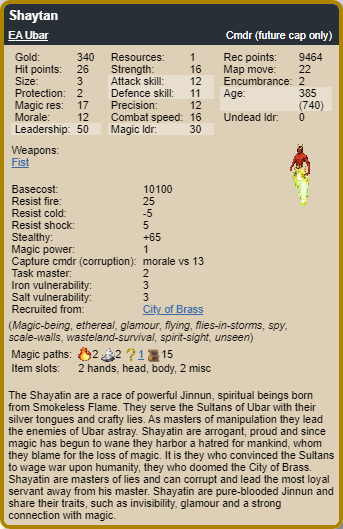 Shaytan
EA Ubar Cmdr (future cap only)
Gold: 340 Resources: 1 Rec points: 9464
Hit points: 26 Strength: 16 Map move: 22
Size: 3 Attack skill: 12 Encumbrance: 2
Protection: 2 Defence skill: 11 Age: 385
Magic res: 17 Precision: 12 (740)
Morale: 12 Combat speed: 16 Undead ldr: 0
Leadership: 50 Magic ldr: 30
Weapons:
Fist
Basecost: 10100
Resist fire: 25
Resist cold: -5
Resist shock: 5
Stealthy: +65
Magic power: 1
Capture cmdr (corruption): morale vs 13
Task master: 2
Iron vulnerability: 3
Salt vulnerability: 3
Recruited from: City of Brass
(Magic-being, ethereal, glamour, flying, flies-in-storms, spy,
scale-walls, wasteland-survival, spirit-sight, unseen)
Magic paths: 2 2 ? 1 15
Item slots: 2 hands, head, body, 2 misc
The Shayatin are a race of powerful Jinnun, spiritual beings born
from Smokeless Flame. They serve the Sultans of Ubar with their
silver tongues and crafty lies. As masters of manipulation they lead
the enemies of Ubar astray. Shayatin are arrogant, proud and since
magic has begun to wane they harbor a hatred for mankind, whom
they blame for the loss of magic. It is they who convinced the Sultans
to wage war upon humanity, they who doomed the City of Brass.
Shayatin are masters of lies and can corrupt and lead the most loyal
servant away from his master. Shayatin are pure-blooded Jinnun and
share their traits, such as invisibility, glamour and a strong
connection with magic.